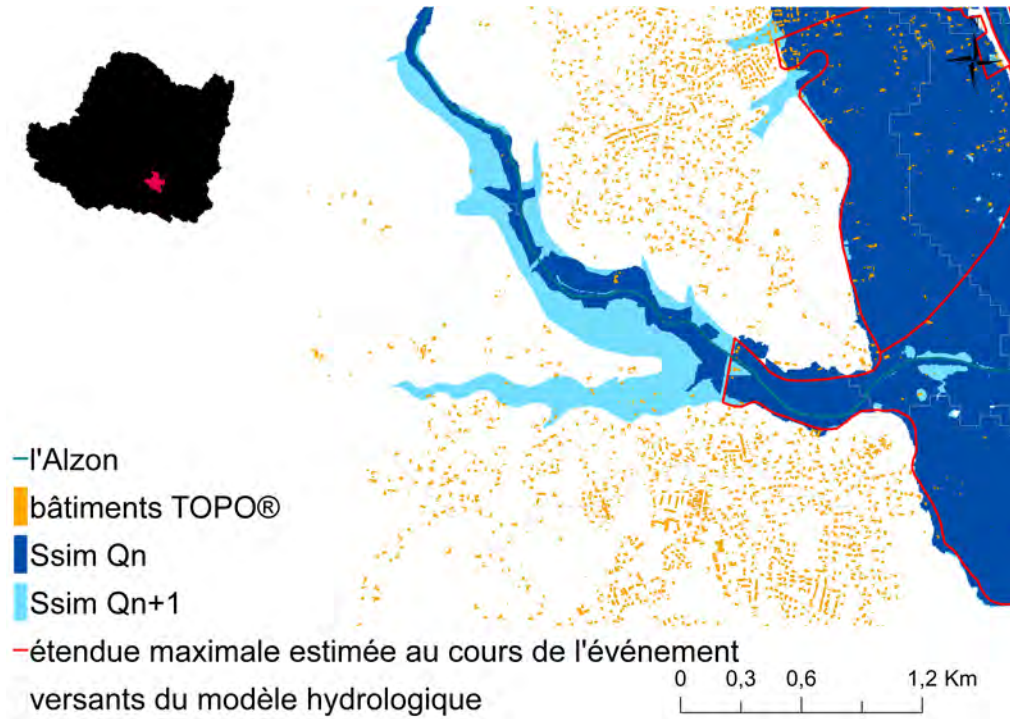 l'Alzon
bâtiments TOPO®
Ssim Qn
Ssim Qn+1
étendue maximale estimée au cours de l'événement
versants du modèle hydrologique
0 0,3 0,6 1,2 Km